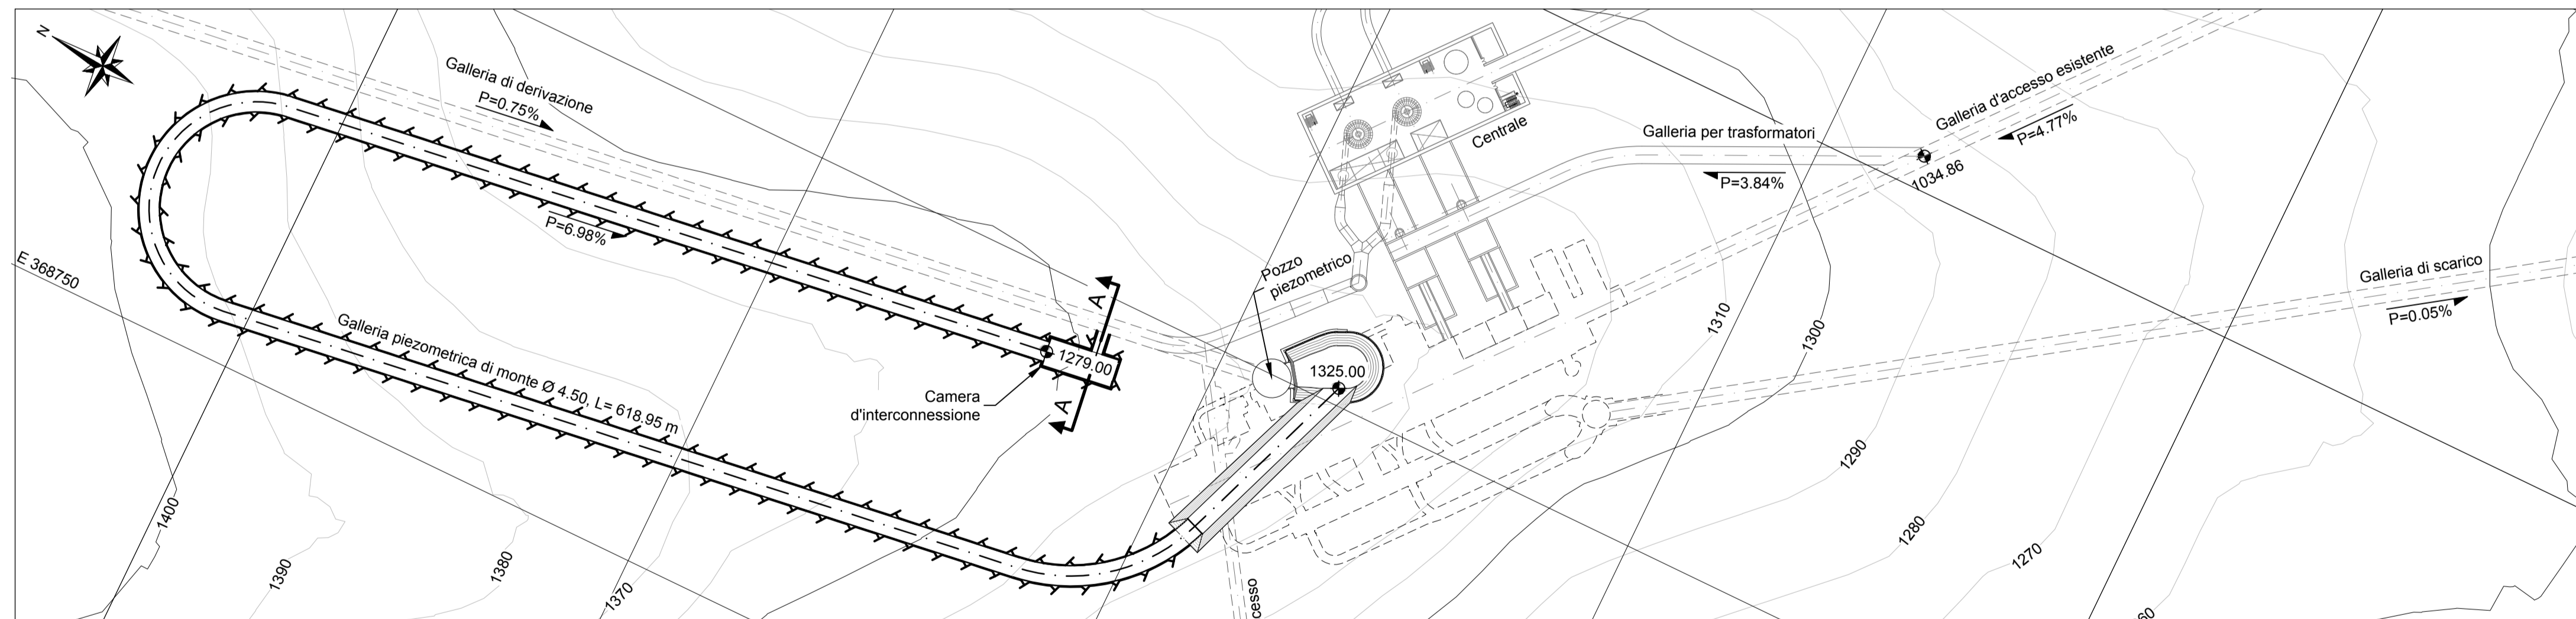 N
Galleria di derivazione
P=0.75%
P=6.98%
E 368750
Galleria piezometrica di monte Ø 4.50, L= 618.95 m
A
1279.00
A
Camera
d'interconnessione
Pozzo
piezometrico
1325.00
Centrale
Galleria per trasformatori
P=3.84%
Galleria d'accesso esistente
P=4.77%
1034.86
Galleria di scarico
P=0.05%
1310
1300
1290
1280
1270
60
1400
1390
1380
1370
cesso